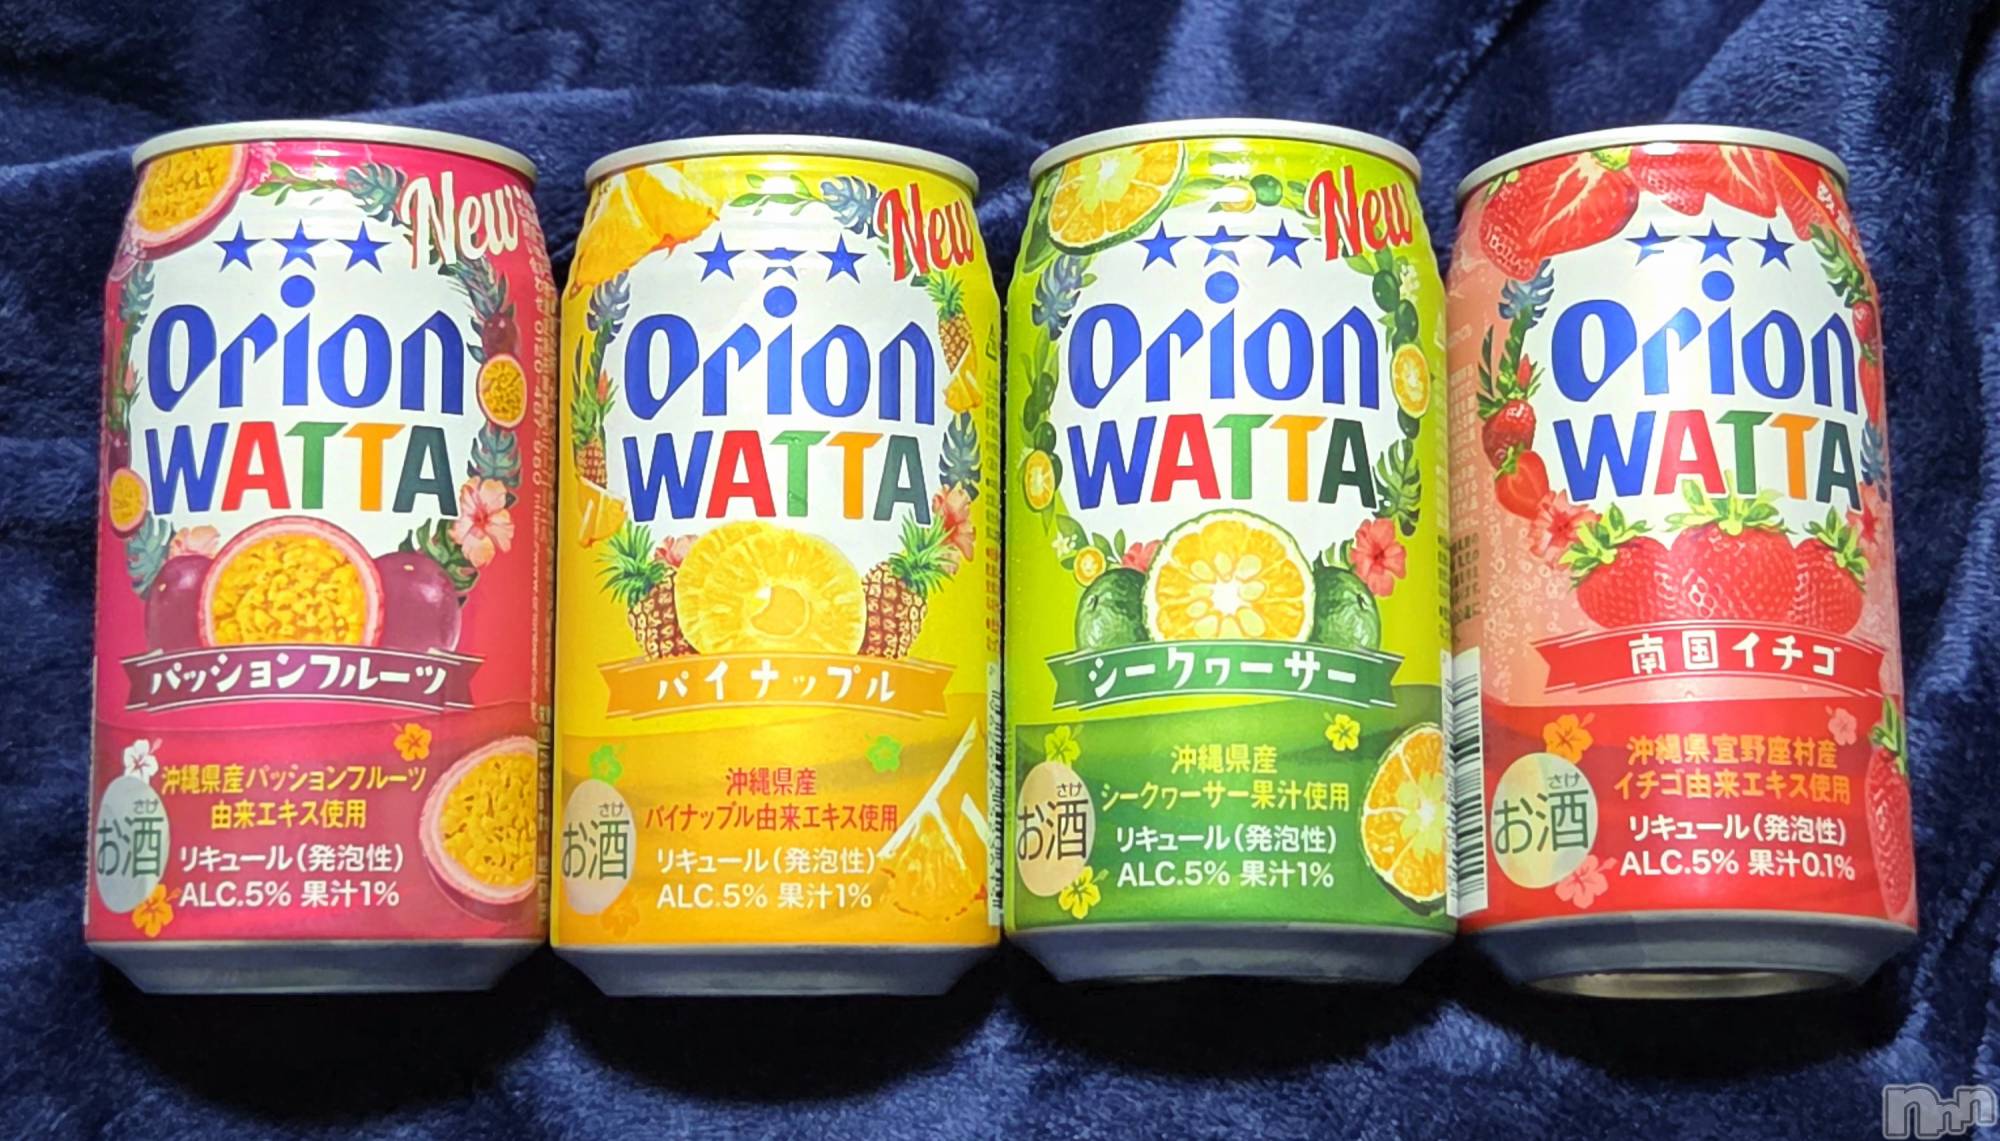 New
Orion
WATTA
パッションフルーツ
沖縄県産パッションフルーツ
由来エキス使用
さけ
お酒
リキュール(発泡性)
ALC.5% 果汁1%
New
Orion
WATTA
パイナップル
沖縄県産
パイナップル由来エキス使用
さけ
お酒
リキュール(発泡性)
ALC.5% 果汁1%
New
Orion
WATTA
シークヮーサー
沖縄県産
シークヮーサー果汁使用
さけ
お酒
リキュール(発泡性)
ALC.5% 果汁1%
Orion
WATTA
南国イチゴ
沖縄県宜野座村産
イチゴ由来エキス使用
さけ
お酒
リキュール(発泡性)
ALC.5% 果汁0.1%